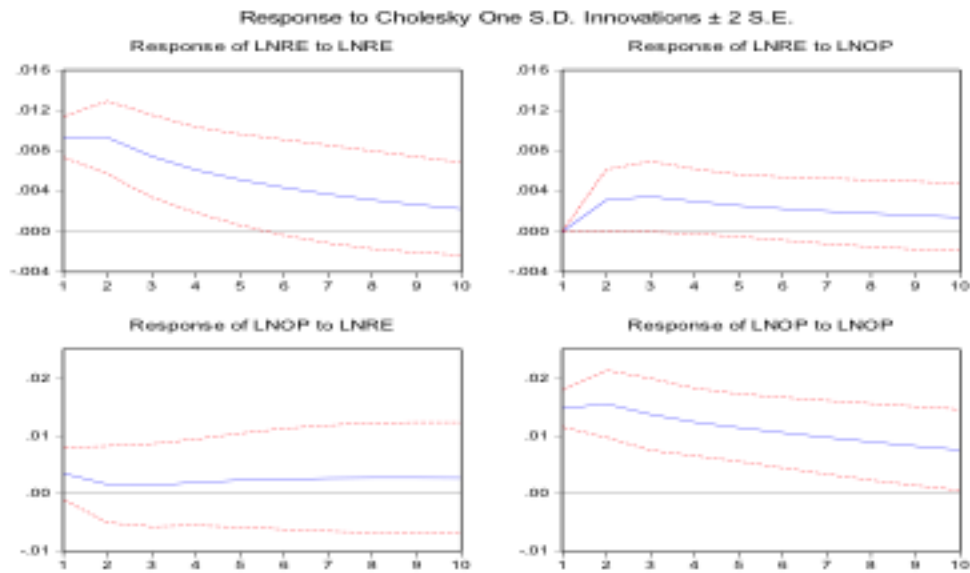 Response to Cholesky One S.D. Innovations ± 2 S.E.
Response of LNRE to LNRE
Response of LNRE to LNOP
.016
.012
.008
.004
.000
-.004
1 2 3 4 5 6 7 8 9 10
.016
.012
.008
.004
.000
-.004
1 2 3 4 5 6 7 8 9 10
Response of LNOP to LNRE
Response of LNOP to LNOP
.02
.01
.00
-.01
1 2 3 4 5 6 7 8 9 10
.02
.01
.00
-.01
1 2 3 4 5 6 7 8 9 10